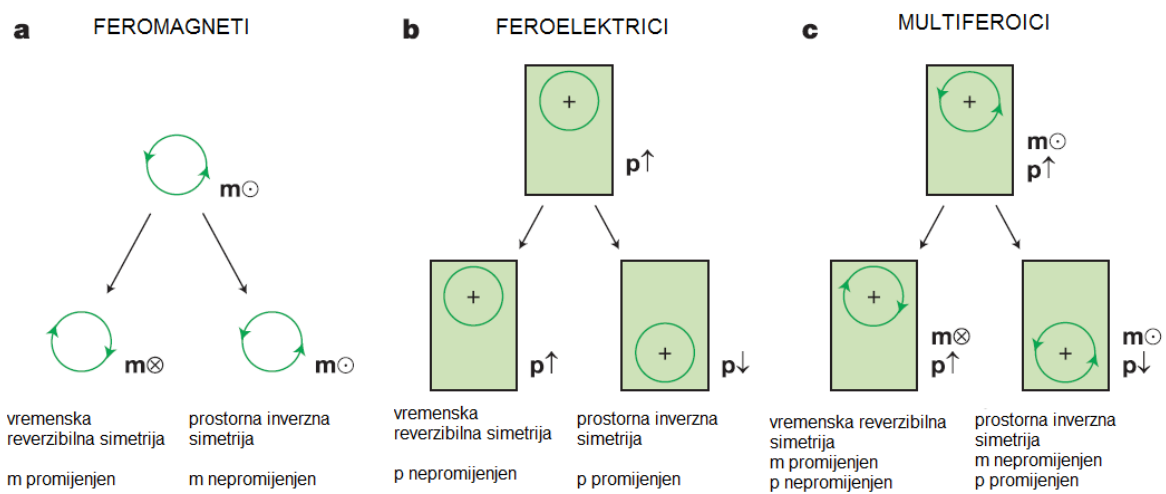 a FEROMAGNETI
m⊙
m⊗
m⊙
vremenska
reverzibilna simetrija
m promijenjen
prostorna inverzna
simetrija
m nepromijenjen
b FEROELEKTRICI
+
p↑
+
p↑
+
p↓
vremenska
reverzibilna simetrija
p nepromijenjen
prostorna inverzna
simetrija
p promijenjen
c MULTIFEROICI
+
m⊙
p↑
+
m⊗
p↑
+
m⊙
p↓
vremenska reverzibilna
simetrija
m promijenjen
p nepromijenjen
prostorna inverzna
simetrija
m nepromijenjen
p promijenjen